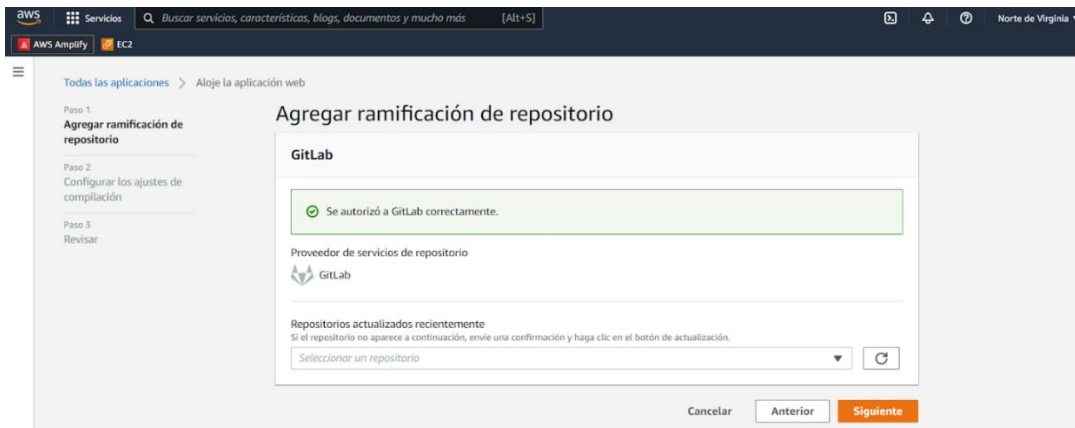 aws
Servicios
Buscar servicios, características, blogs, documentos y mucho más
[Alt+S]
Norte de Virginia
AWS Amplify
EC2
Todas las aplicaciones > Aloje la aplicación web
Paso 1
Agregar ramificación de
repositorio
Paso 2
Configurar los ajustes de
compilación
Paso 3
Revisar
Agregar ramificación de repositorio
GitLab
Se autorizó a GitLab correctamente.
Proveedor de servicios de repositorio
GitLab
Repositorios actualizados recientemente
Si el repositorio no aparece a continuación, envíe una confirmación y haga clic en el botón de actualización.
Seleccionar un repositorio
Cancelar
Anterior
Siguiente